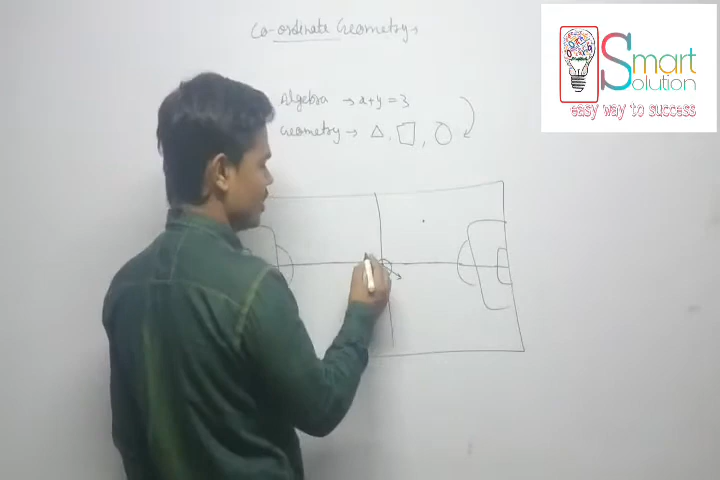 Co-ordinate Geometry
Algebra → x+y=3
Geometry → △, □, ○
Smart
Solution
easy way to success